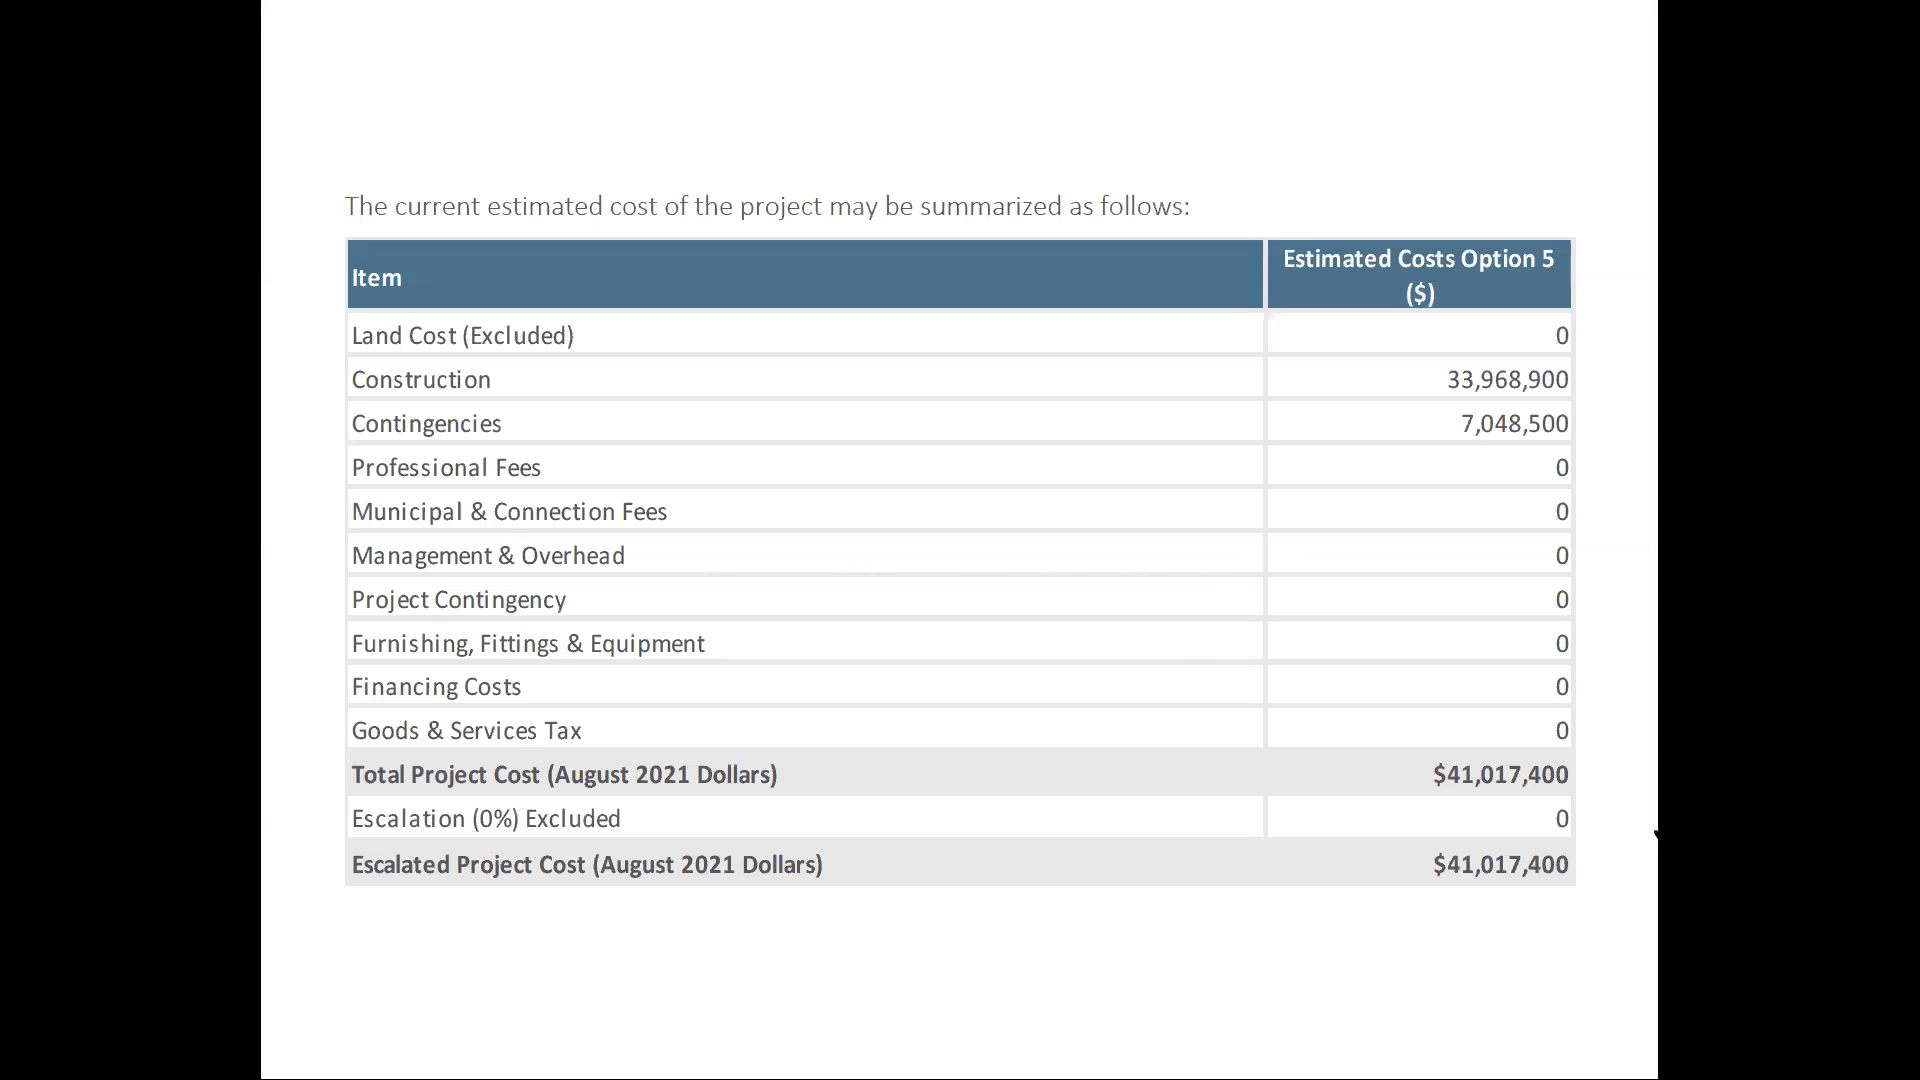 The current estimated cost of the project may be summarized as follows:
Item
Estimated Costs Option 5
($)
Land Cost (Excluded) 0
Construction 33,968,900
Contingencies 7,048,500
Professional Fees 0
Municipal & Connection Fees 0
Management & Overhead 0
Project Contingency 0
Furnishing, Fittings & Equipment 0
Financing Costs 0
Goods & Services Tax 0
Total Project Cost (August 2021 Dollars) $41,017,400
Escalation (0%) Excluded 0
Escalated Project Cost (August 2021 Dollars) $41,017,400